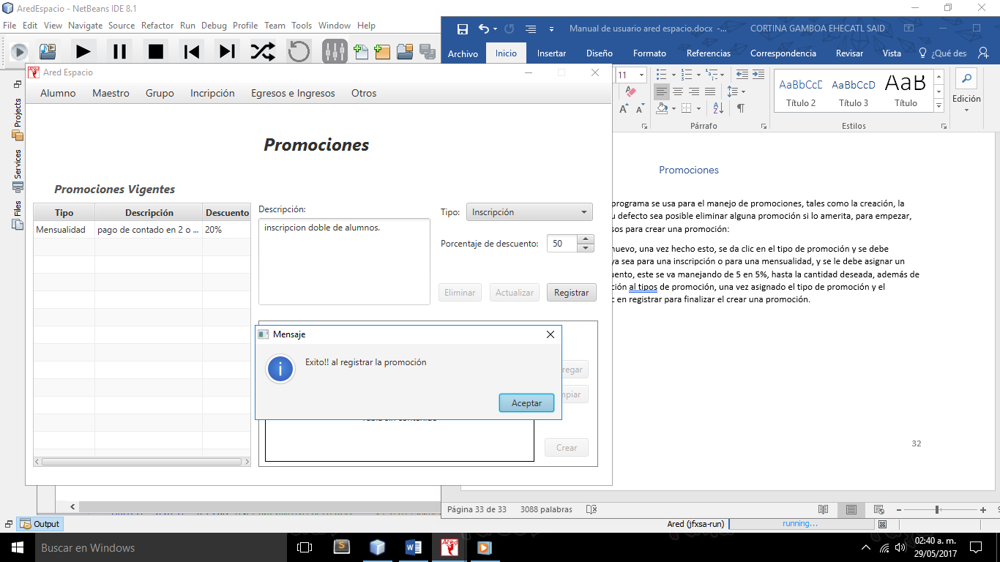 AredEspacio - NetBeans IDE 8.1
File Edit View Navigate Source Refactor Run Debug Profile Team Tools Window Help
Manual de usuario ared espacio.docx -...
CORTINA GAMBOA EHECATL SAID
Archivo Inicio Insertar Diseño Formato Referencias Correspondencia Revisar Vista ¿Qué des
11
AaBbCcD AaBbCcD AaB
Título 2 Título 3 Título
Edición
Párrafo Estilos
Projects
Services
Files
Ared Espacio
Alumno Maestro Grupo Incripción Egresos e Ingresos Otros
Promociones
Promociones Vigentes
Tipo Descripción Descuento
Mensualidad pago de contado en 2 o ... 20%
Descripción:
inscripcion doble de alumnos.
Tipo: Inscripción
Porcentaje de descuento: 50
Eliminar Actualizar Registrar
Mensaje
Exito!! al registrar la promoción
Aceptar
Crear
Promociones
programa se usa para el manejo de promociones, tales como la creación, la
u defecto sea posible eliminar alguna promoción si lo amerita, para empezar,
sos para crear una promoción:
nuevo, una vez hecho esto, se da clic en el tipo de promoción y se debe
ya sea para una inscripción o para una mensualidad, y se le debe asignar un
uento, este se va manejando de 5 en 5%, hasta la cantidad deseada, además de
ción al tipos de promoción, una vez asignado el tipo de promoción y el
c en registrar para finalizar el crear una promoción.
32
Página 33 de 33 3088 palabras
Output
Ared (jfxsa-run) running...
Buscar en Windows
02:40 a. m.
29/05/2017